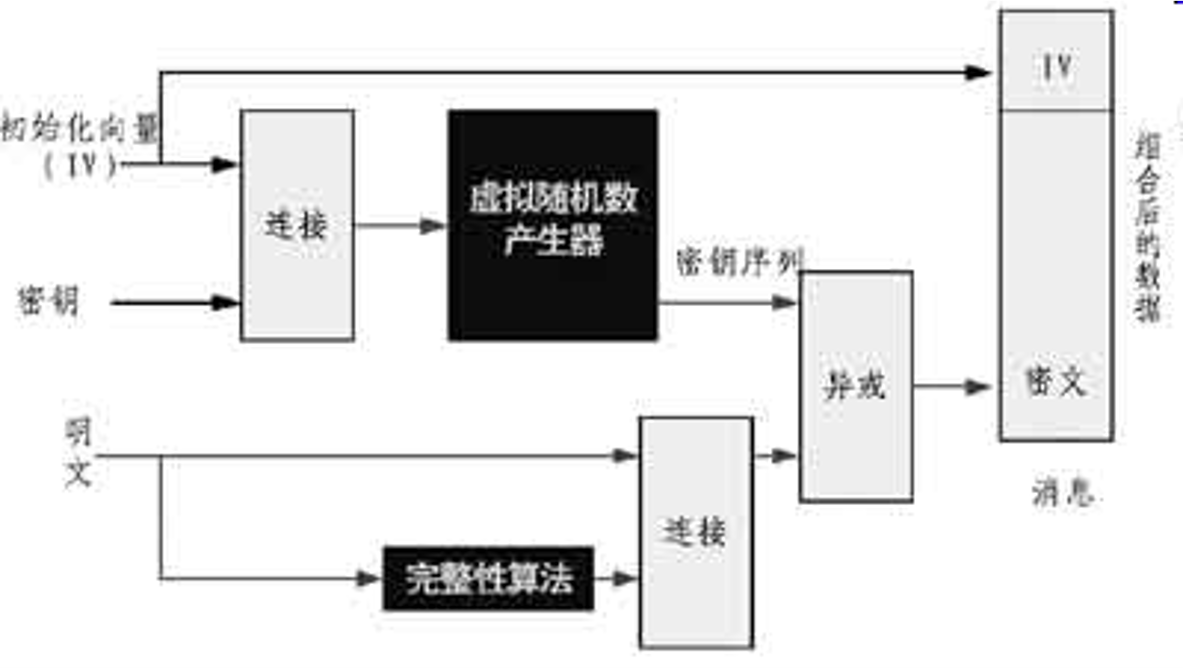 IV
初始化向量
(IV)
连接
虚拟随机数
产生器
密钥序列
密钥
异或
密文
组合后的数据
明文
连接
完整性算法
消息